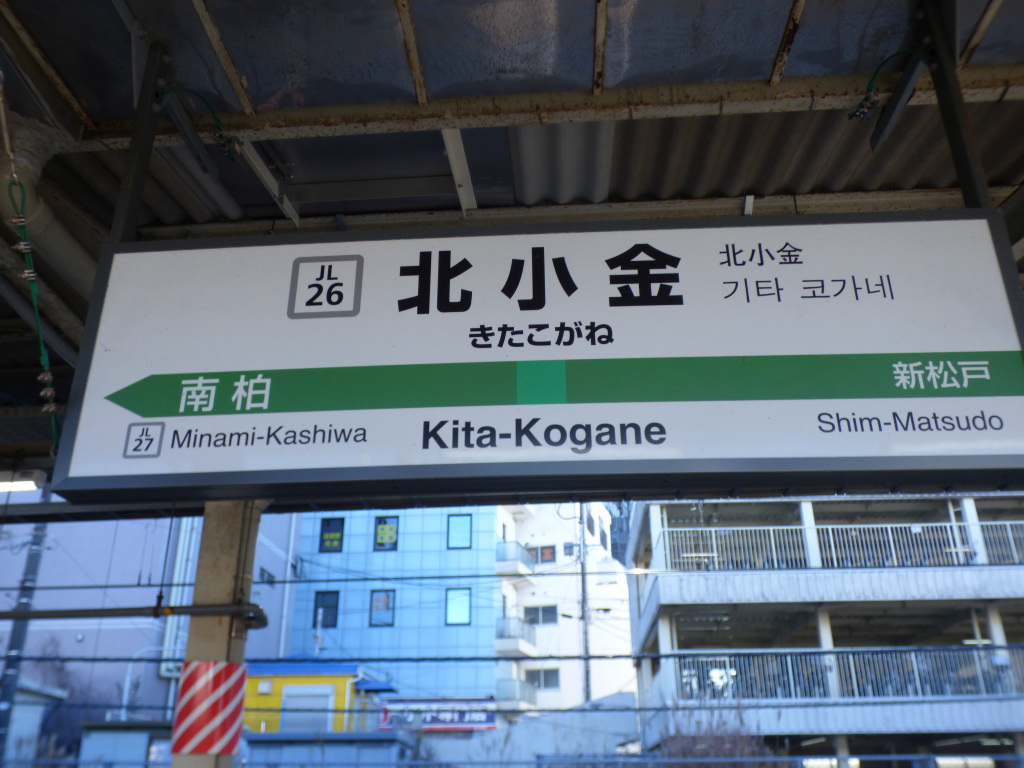 JL
26
北小金
北小金
기타 코가네
きたこがね
南柏
新松戸
JL
27
Minami-Kashiwa
Kita-Kogane
Shim-Matsudo